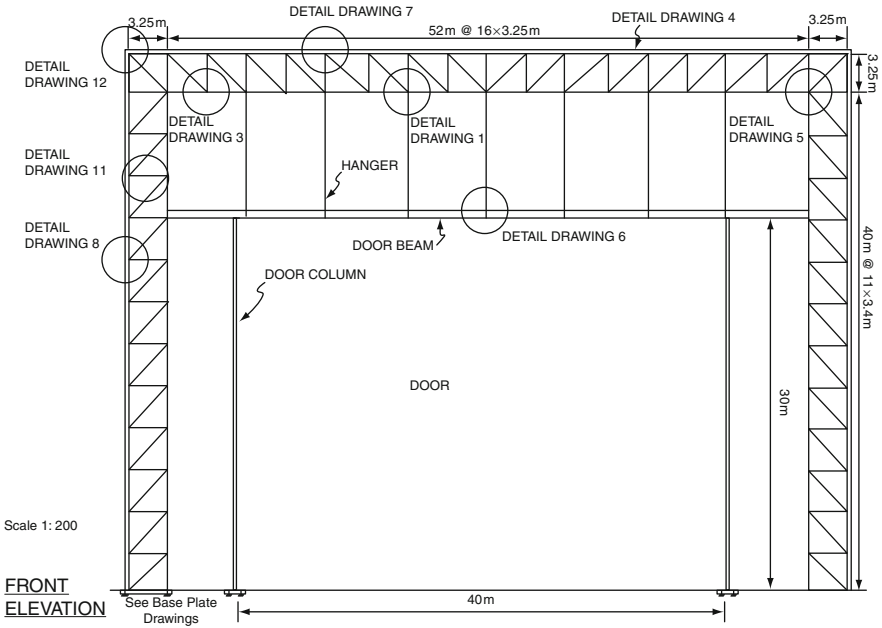 DETAIL DRAWING 7
DETAIL DRAWING 4
3.25m
52m @ 16×3.25m
3.25m
DETAIL
DRAWING 12
3.25m
DETAIL
DRAWING 3
DETAIL
DRAWING 1
DETAIL
DRAWING 5
DETAIL
DRAWING 11
HANGER
DETAIL
DRAWING 8
DETAIL DRAWING 6
DOOR BEAM
40m @ 11×3.4m
DOOR COLUMN
DOOR
30m
Scale 1: 200
FRONT
ELEVATION
See Base Plate
Drawings
40m